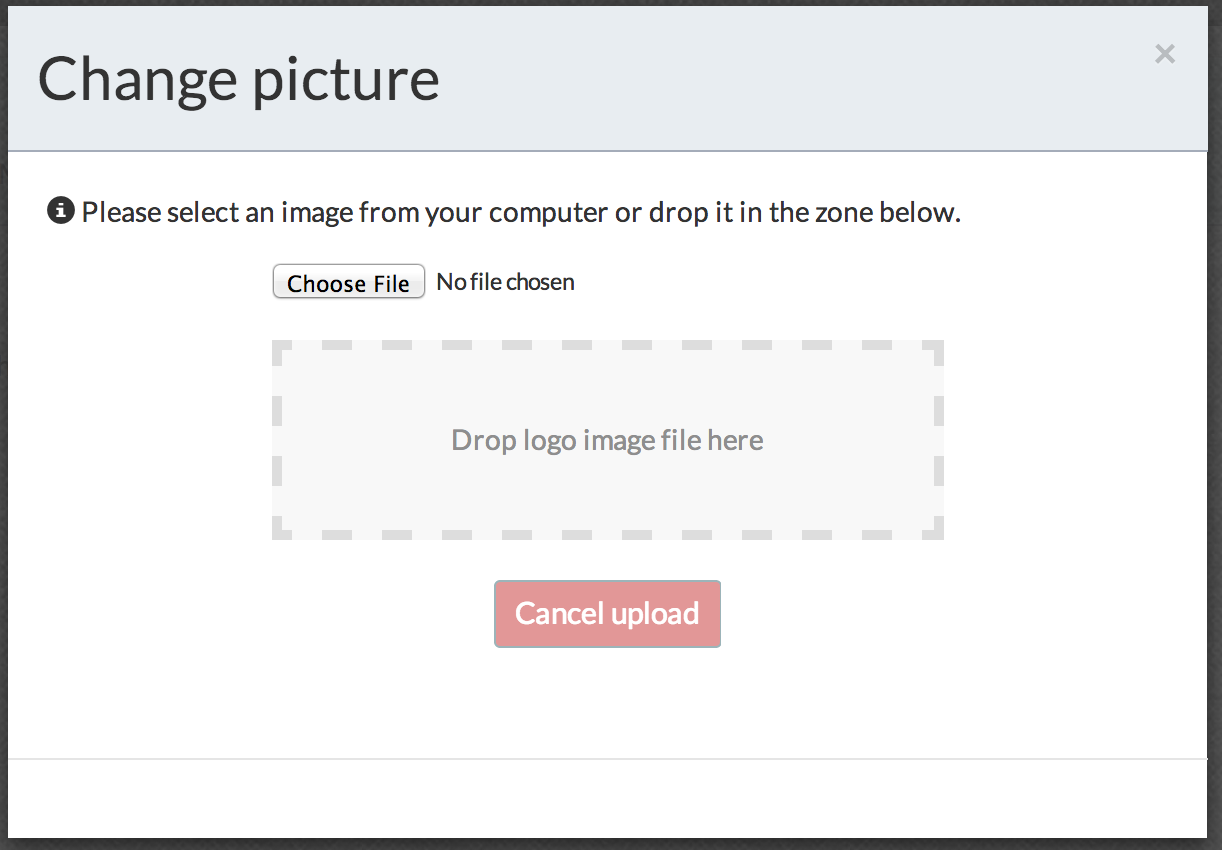 Change picture
×
Please select an image from your computer or drop it in the zone below.
Choose File No file chosen
Drop logo image file here
Cancel upload